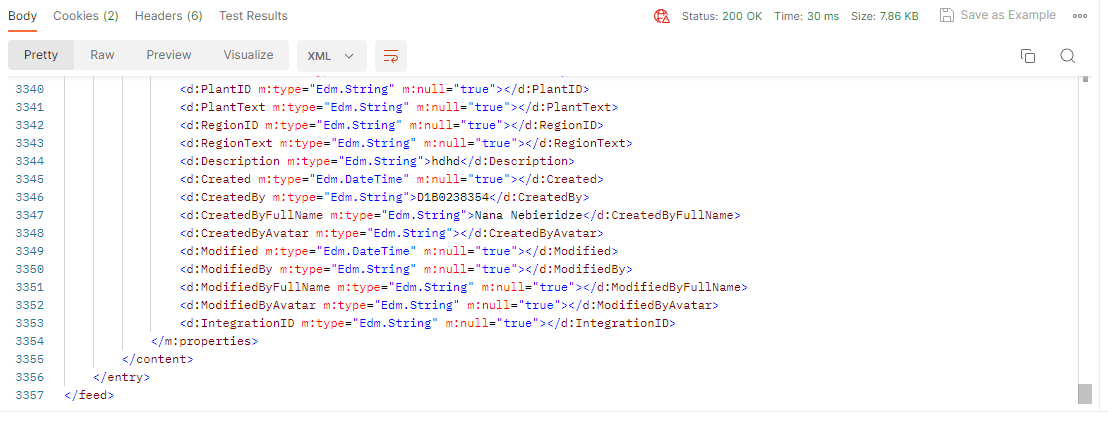 Body Cookies (2) Headers (6) Test Results Status: 200 OK Time: 30 ms Size: 7.86 KB Save as Example
Pretty Raw Preview Visualize XML
3340 <d:PlantID m:type="Edm.String" m:null="true"></d:PlantID>
3341 <d:PlantText m:type="Edm.String" m:null="true"></d:PlantText>
3342 <d:RegionID m:type="Edm.String" m:null="true"></d:RegionID>
3343 <d:RegionText m:type="Edm.String" m:null="true"></d:RegionText>
3344 <d:Description m:type="Edm.String">hdhd</d:Description>
3345 <d:Created m:type="Edm.DateTime" m:null="true"></d:Created>
3346 <d:CreatedBy m:type="Edm.String">D1B0238354</d:CreatedBy>
3347 <d:CreatedByFullName m:type="Edm.String">Nana Nebieridze</d:CreatedByFullName>
3348 <d:CreatedByAvatar m:type="Edm.String"></d:CreatedByAvatar>
3349 <d:Modified m:type="Edm.DateTime" m:null="true"></d:Modified>
3350 <d:ModifiedBy m:type="Edm.String" m:null="true"></d:ModifiedBy>
3351 <d:ModifiedByFullName m:type="Edm.String" m:null="true"></d:ModifiedByFullName>
3352 <d:ModifiedByAvatar m:type="Edm.String" m:null="true"></d:ModifiedByAvatar>
3353 <d:IntegrationID m:type="Edm.String" m:null="true"></d:IntegrationID>
3354 </m:properties>
3355 </content>
3356 </entry>
3357 </feed>